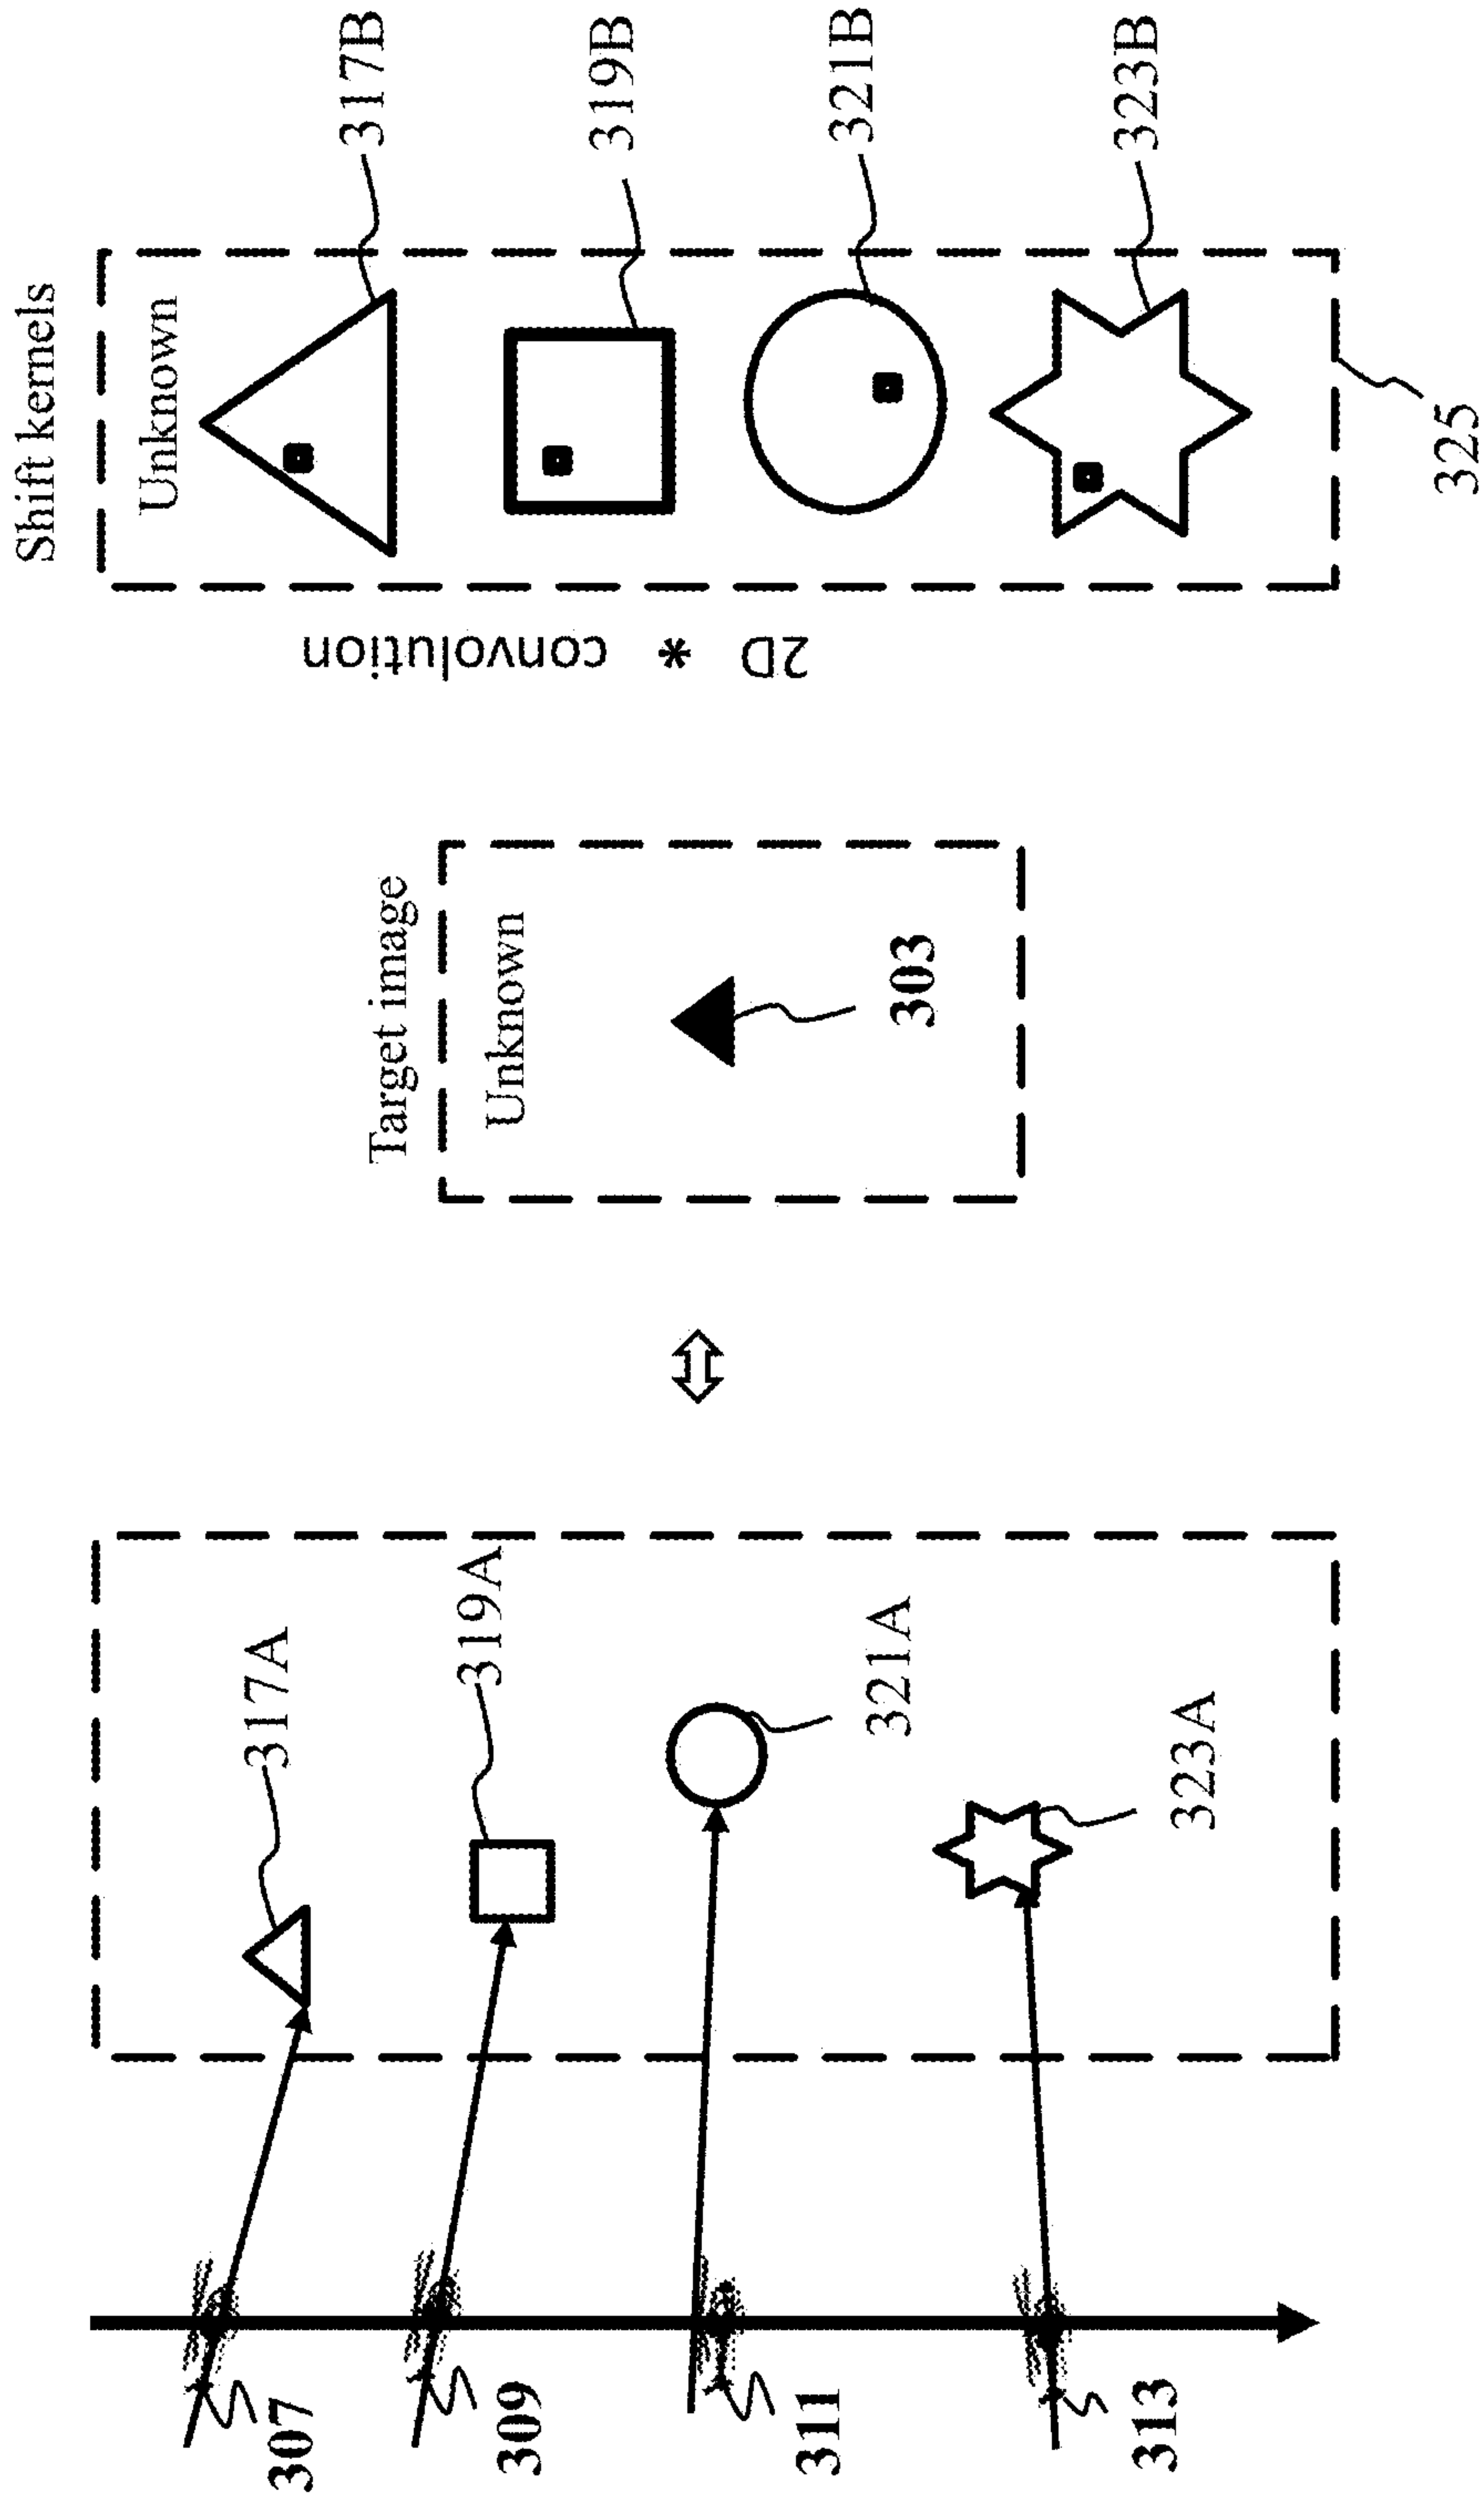 Shift kernels
Unknown
317B
319B
321B
323B
325
2D * convolution
Target image
Unknown
303
317A
319A
321A
323A
307
309
311
313